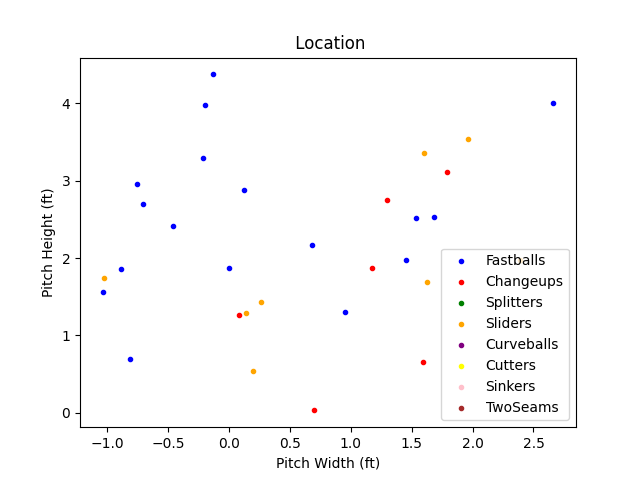 Location
Pitch Height (ft)
4
3
2
1
0
Fastballs
Changeups
Splitters
Sliders
Curveballs
Cutters
Sinkers
TwoSeams
−1.0 −0.5 0.0 0.5 1.0 1.5 2.0 2.5
Pitch Width (ft)